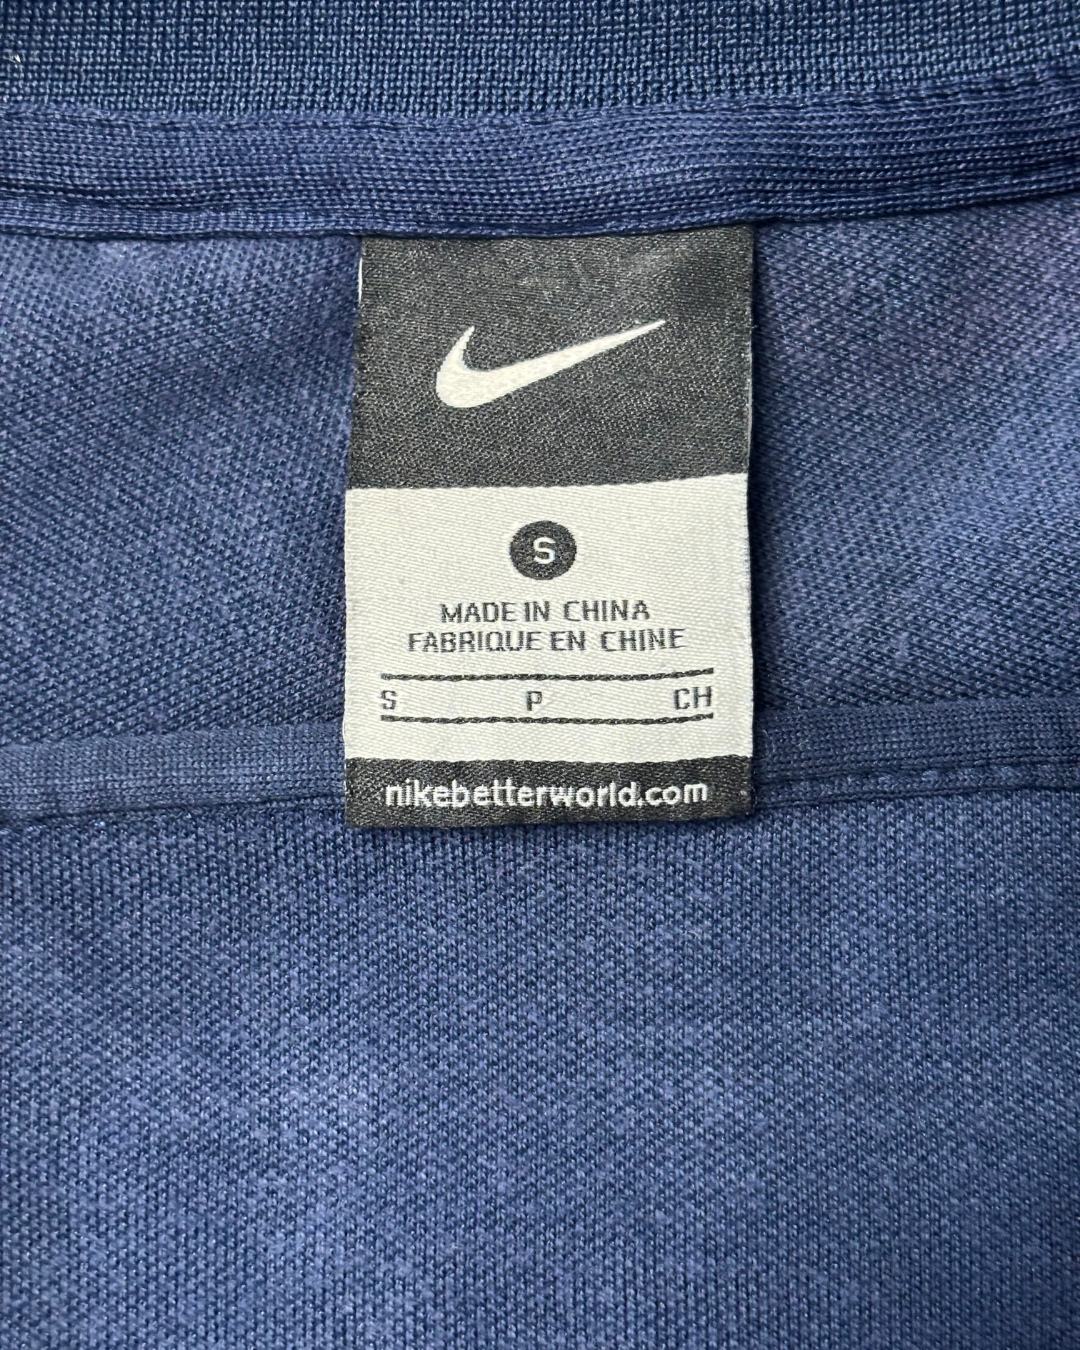 S
MADE IN CHINA
FABRIQUE EN CHINE
S P CH
nikebetterworld.com